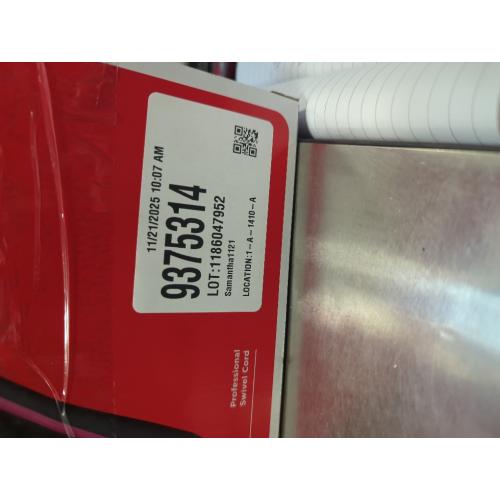 11/21/2025 10:07 AM
9375314
LOT:1186047952
Samantha1121
LOCATION:1-A-1410-A
Professional
Swivel Cord